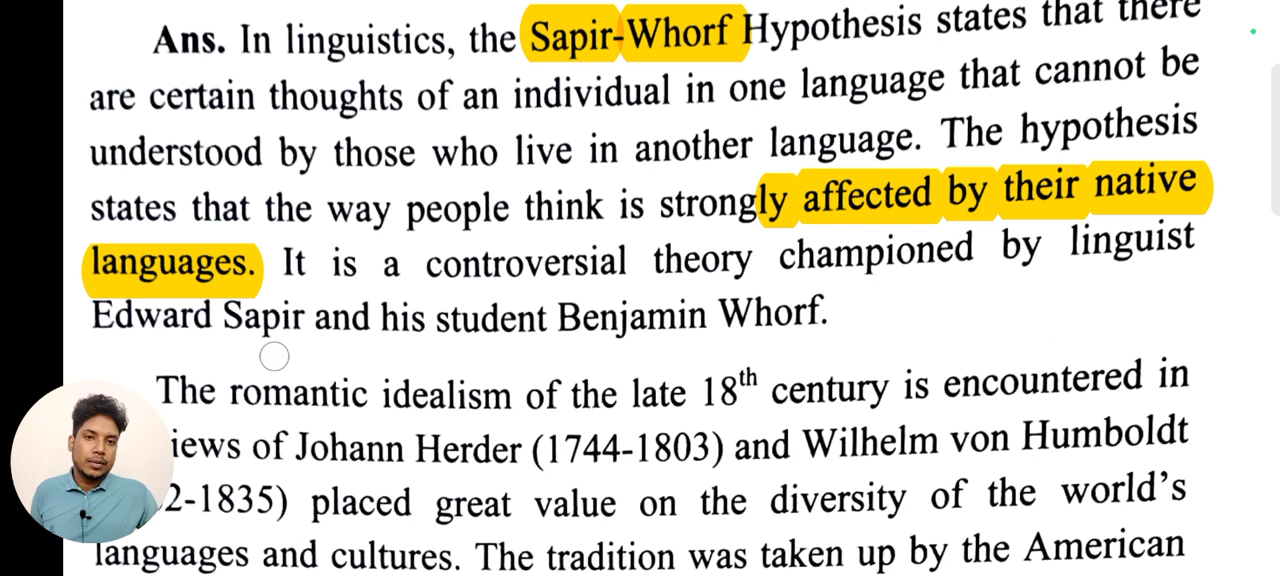 Ans. In linguistics, the Sapir-Whorf Hypothesis states that there
are certain thoughts of an individual in one language that cannot be
understood by those who live in another language. The hypothesis
states that the way people think is strongly affected by their native
languages. It is a controversial theory championed by linguist
Edward Sapir and his student Benjamin Whorf.
The romantic idealism of the late 18th century is encountered in
iews of Johann Herder (1744-1803) and Wilhelm von Humboldt
2-1835) placed great value on the diversity of the world's
languages and cultures. The tradition was taken up by the American